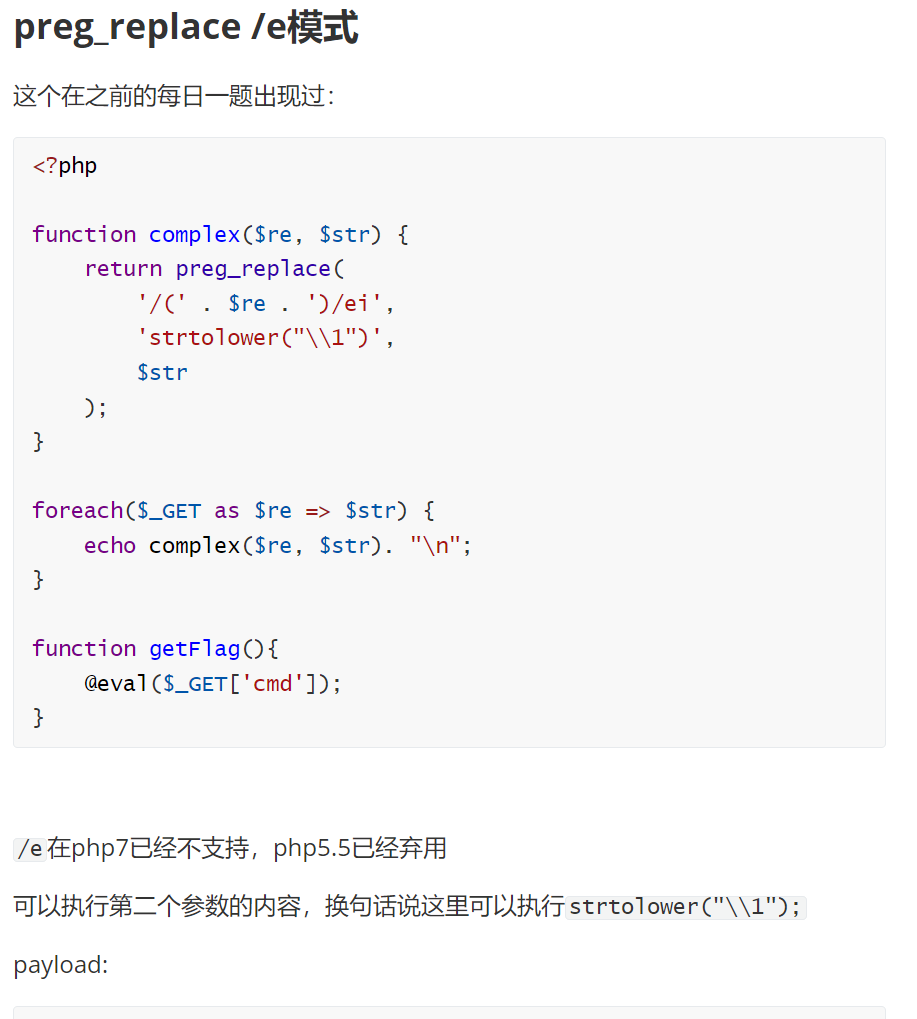 preg_replace /e模式
这个在之前的每日一题出现过：
<?php
function complex($re, $str) {
    return preg_replace(
        '/(' . $re . ')/ei',
        'strtolower("\\1")',
        $str
    );
}
foreach($_GET as $re => $str) {
    echo complex($re, $str). "\n";
}
function getFlag(){
    @eval($_GET['cmd']);
}
/e在php7已经不支持，php5.5已经弃用
可以执行第二个参数的内容，换句话说这里可以执行strtolower("\\1");
payload: